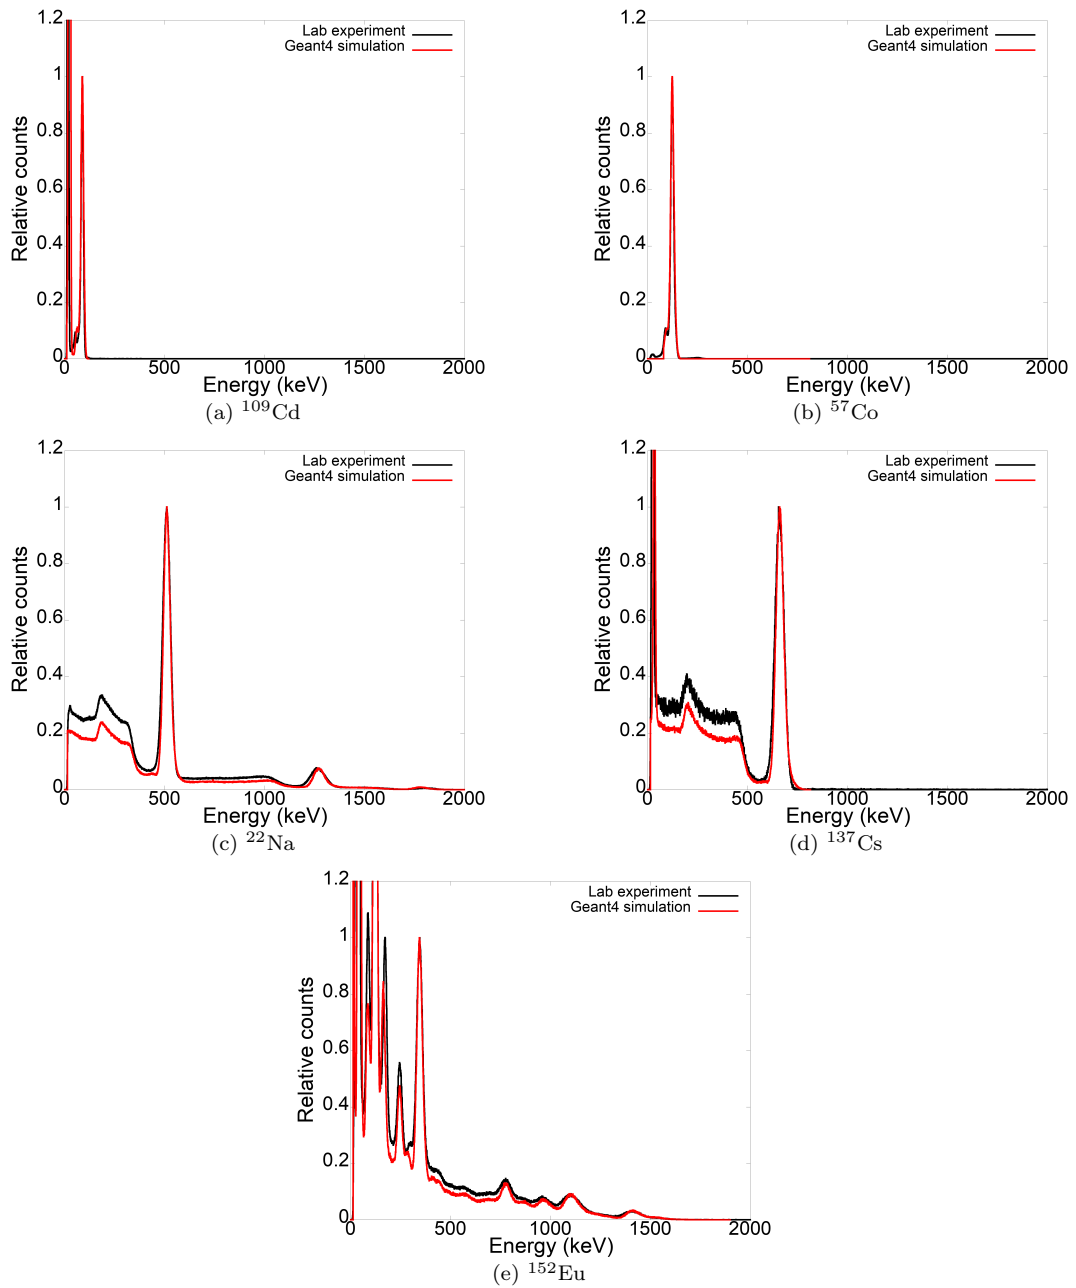 1.2
1
0.8
0.6
0.4
0.2
0
0 500 1000 1500 2000
Relative counts
Energy (keV)
Lab experiment
Geant4 simulation
(a) ¹⁰⁹Cd
1.2
1
0.8
0.6
0.4
0.2
0
0 500 1000 1500 2000
Relative counts
Energy (keV)
Lab experiment
Geant4 simulation
(b) ⁵⁷Co
1.2
1
0.8
0.6
0.4
0.2
0
0 500 1000 1500 2000
Relative counts
Energy (keV)
Lab experiment
Geant4 simulation
(c) ²²Na
1.2
1
0.8
0.6
0.4
0.2
0
0 500 1000 1500 2000
Relative counts
Energy (keV)
Lab experiment
Geant4 simulation
(d) ¹³⁷Cs
1.2
1
0.8
0.6
0.4
0.2
0
0 500 1000 1500 2000
Relative counts
Energy (keV)
Lab experiment
Geant4 simulation
(e) ¹⁵²Eu